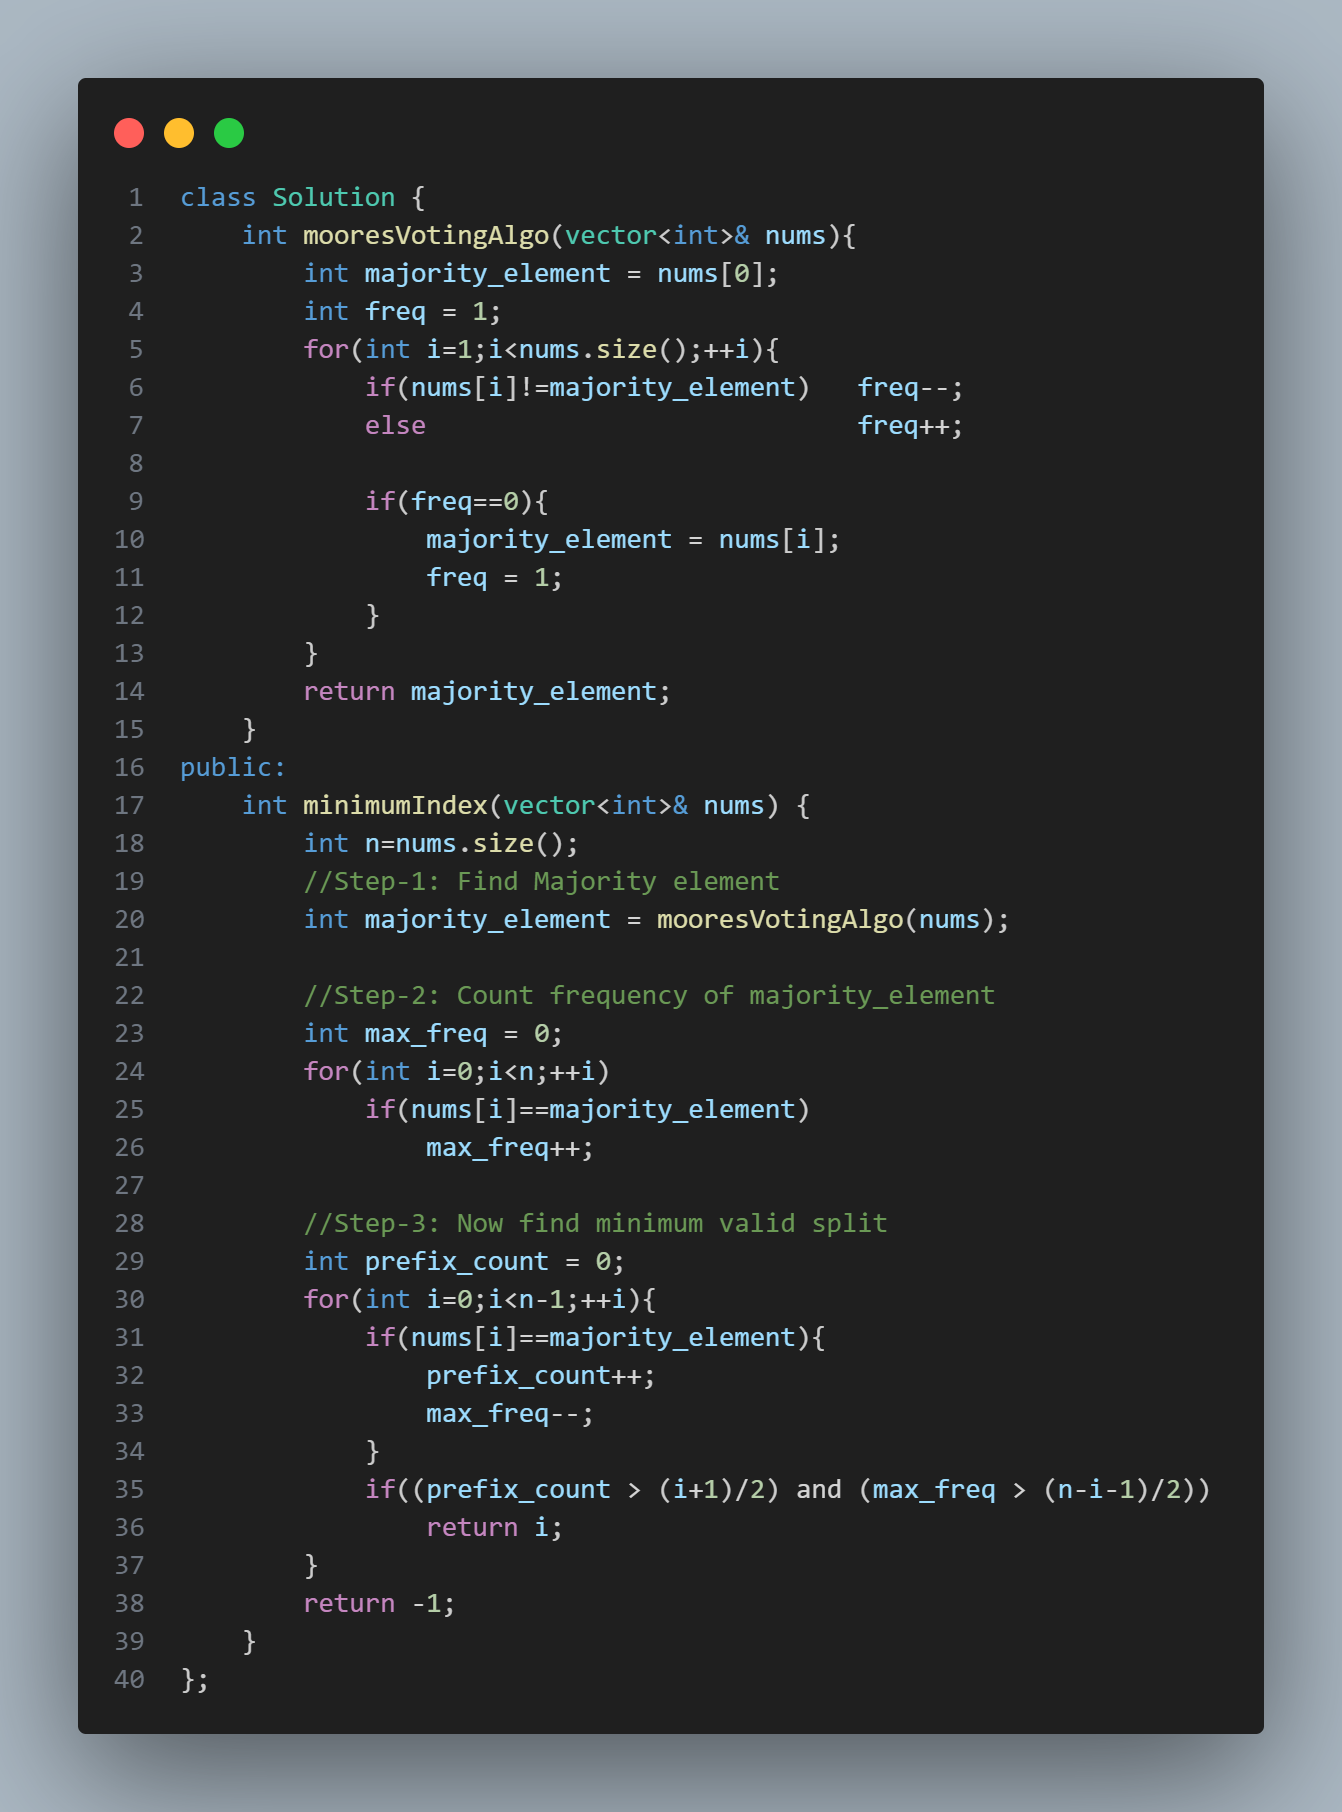 1 class Solution {
2     int mooresVotingAlgo(vector<int>& nums){
3         int majority_element = nums[0];
4         int freq = 1;
5         for(int i=1;i<nums.size();++i){
6             if(nums[i]!=majority_element)   freq--;
7             else                            freq++;
8
9             if(freq==0){
10                 majority_element = nums[i];
11                 freq = 1;
12             }
13         }
14         return majority_element;
15     }
16 public:
17     int minimumIndex(vector<int>& nums) {
18         int n=nums.size();
19         //Step-1: Find Majority element
20         int majority_element = mooresVotingAlgo(nums);
21
22         //Step-2: Count frequency of majority_element
23         int max_freq = 0;
24         for(int i=0;i<n;++i)
25             if(nums[i]==majority_element)
26                 max_freq++;
27
28         //Step-3: Now find minimum valid split
29         int prefix_count = 0;
30         for(int i=0;i<n-1;++i){
31             if(nums[i]==majority_element){
32                 prefix_count++;
33                 max_freq--;
34             }
35             if((prefix_count > (i+1)/2) and (max_freq > (n-i-1)/2))
36                 return i;
37         }
38         return -1;
39     }
40 };